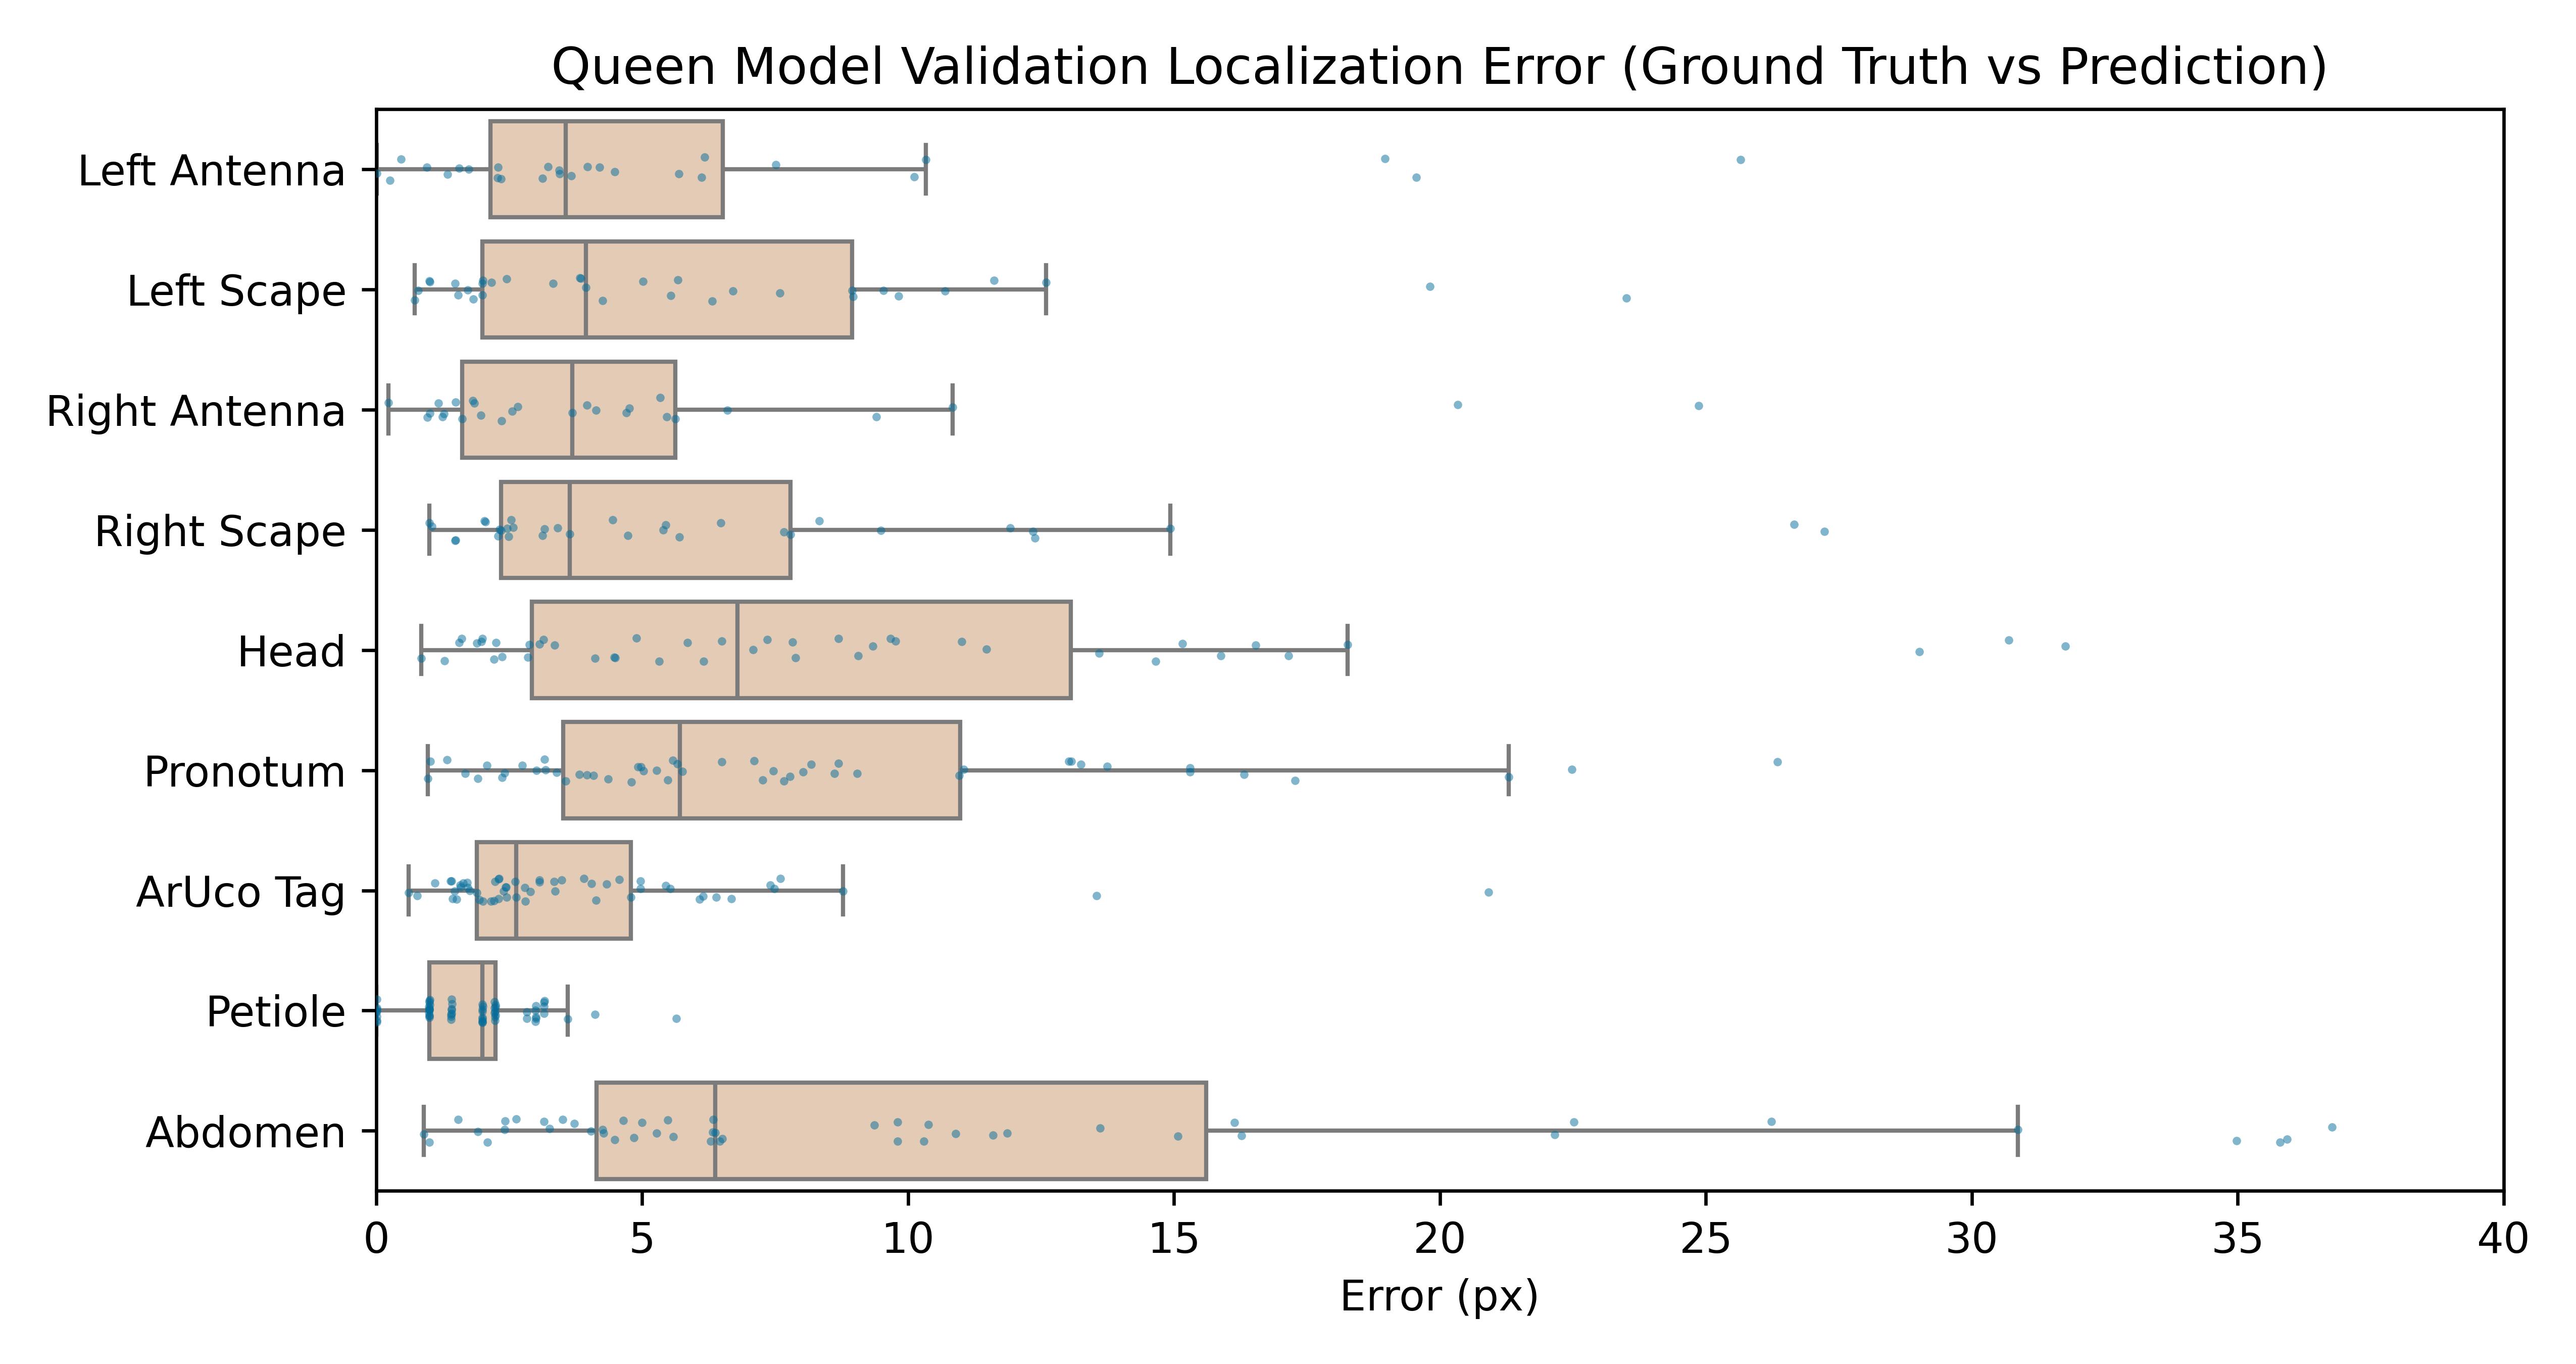 Queen Model Validation Localization Error (Ground Truth vs Prediction)
Left Antenna
Left Scape
Right Antenna
Right Scape
Head
Pronotum
ArUco Tag
Petiole
Abdomen
0 5 10 15 20 25 30 35 40
Error (px)